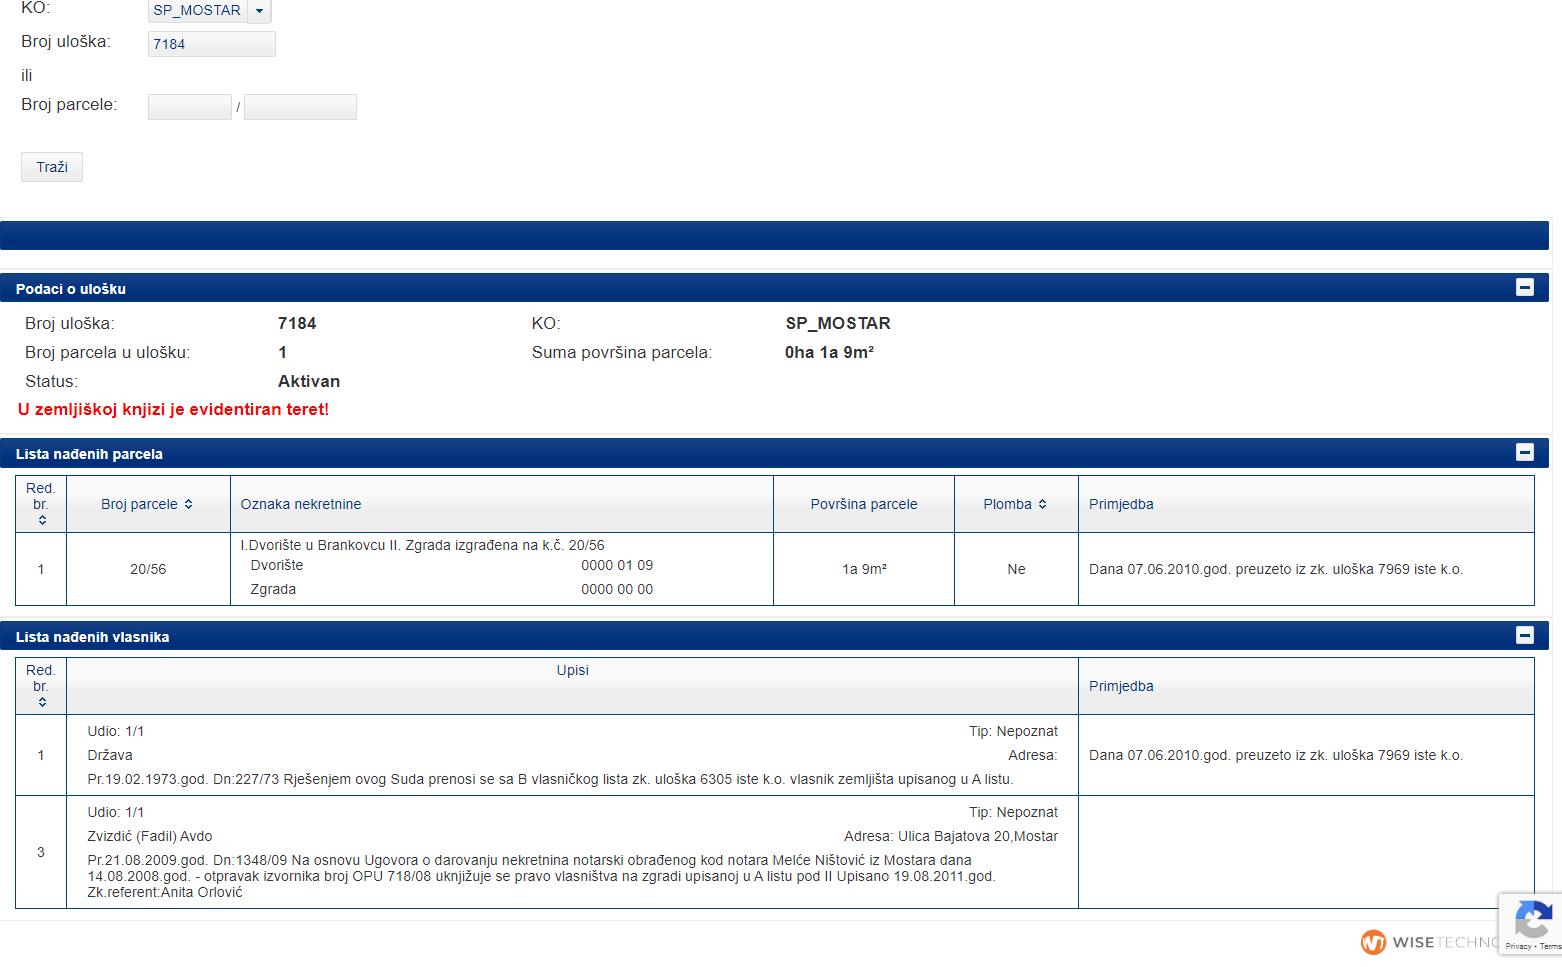 KO: SP_MOSTAR
Broj uloška: 7184
ili
Broj parcele: /
Traži
Podaci o ulošku
Broj uloška: 7184 KO: SP_MOSTAR
Broj parcela u ulošku: 1 Suma površina parcela: 0ha 1a 9m²
Status: Aktivan
U zemljiškoj knjizi je evidentiran teret!
Lista nađenih parcela
Red. br. Broj parcele Oznaka nekretnine Površina parcele Plomba Primjedba
I.Dvorište u Brankovcu II. Zgrada izgrađena na k.č. 20/56
Dvorište 0000 01 09
1 20/56 1a 9m² Ne Dana 07.06.2010.god. preuzeto iz zk. uloška 7969 iste k.o.
Zgrada 0000 00 00
Lista nađenih vlasnika
Red. br. Upisi Primjedba
Udio: 1/1 Tip: Nepoznat
1 Država Adresa: Dana 07.06.2010.god. preuzeto iz zk. uloška 7969 iste k.o.
Pr.19.02.1973.god. Dn:227/73 Rješenjem ovog Suda prenosi se sa B vlasničkog lista zk. uloška 6305 iste k.o. vlasnik zemljišta upisanog u A listu.
Udio: 1/1 Tip: Nepoznat
Zvizdić (Fadil) Avdo Adresa: Ulica Bajatova 20,Mostar
3
Pr.21.08.2009.god. Dn:1348/09 Na osnovu Ugovora o darovanju nekretnina notarski obrađenog kod notara Melće Ništović iz Mostara dana
14.08.2008.god. - otpravak izvornika broj OPU 718/08 uknjižuje se pravo vlasništva na zgradi upisanoj u A listu pod II Upisano 19.08.2011.god.
Zk.referent:Anita Orlović
WISETECHNO
Privacy - Terms